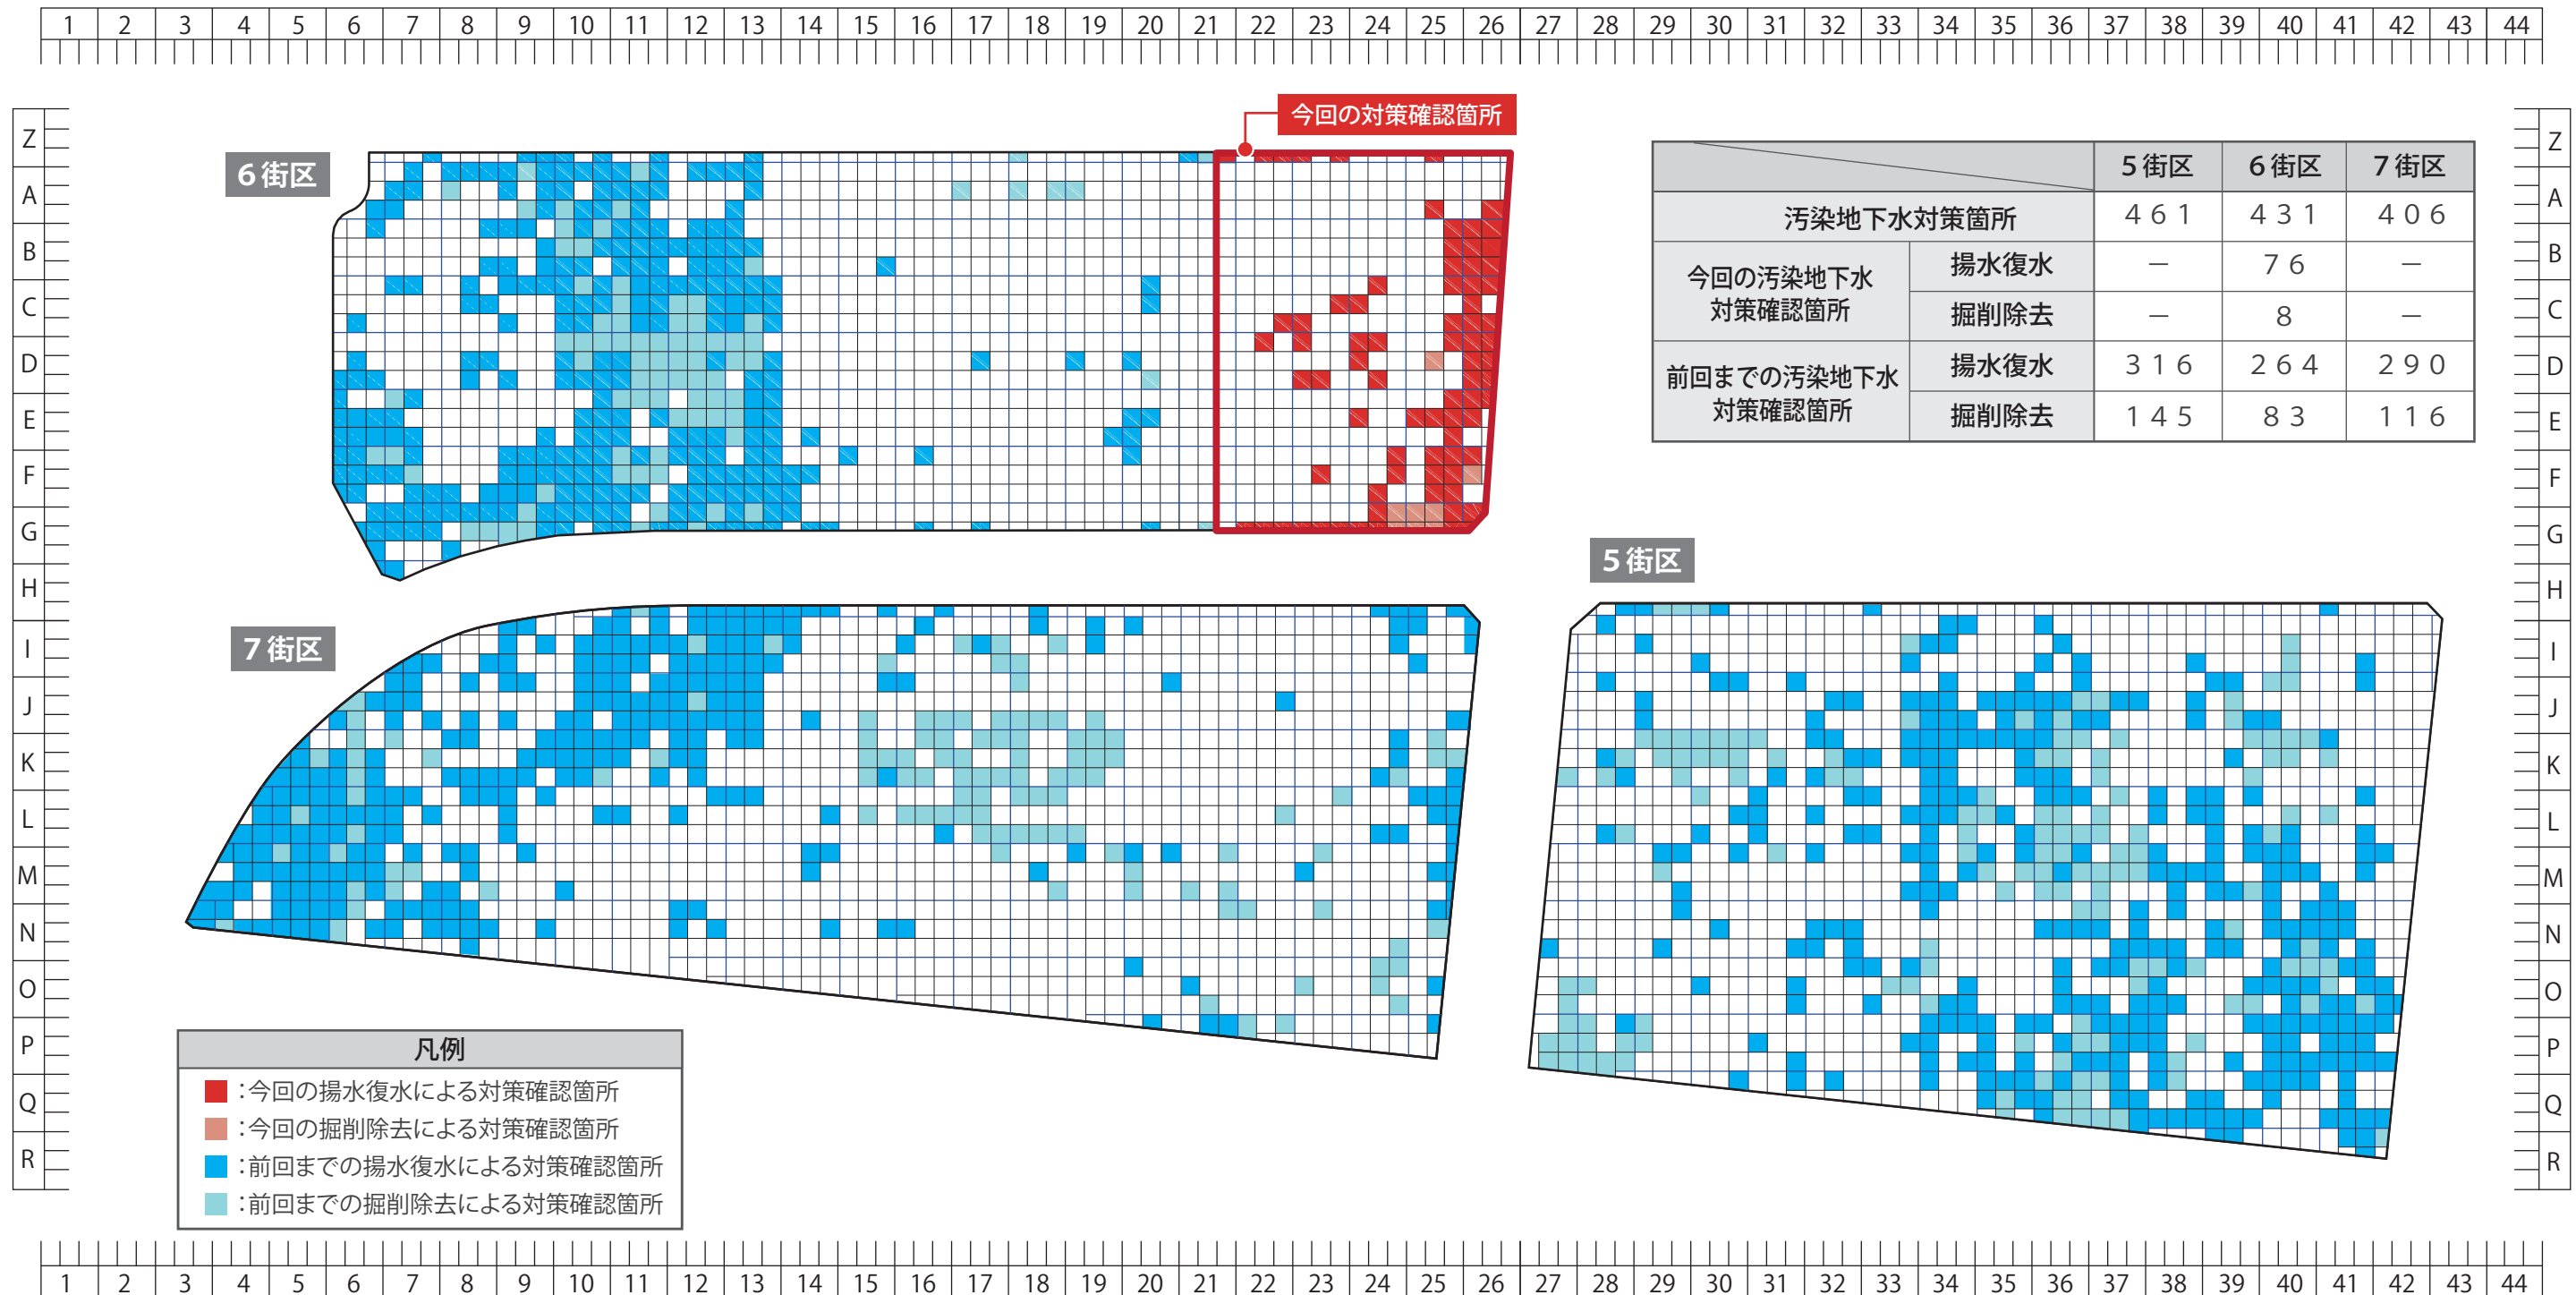 1 2 3 4 5 6 7 8 9 10 11 12 13 14 15 16 17 18 19 20 21 22 23 24 25 26 27 28 29 30 31 32 33 34 35 36 37 38 39 40 41 42 43 44
今回の対策確認箇所
6街区
5街区 6街区 7街区
汚染地下水対策箇所 461 431 406
今回の汚染地下水
対策確認箇所
揚水復水 － 76 －
掘削除去 － 8 －
前回までの汚染地下水
対策確認箇所
揚水復水 316 264 290
掘削除去 145 83 116
5街区
7街区
Z Z
A A
B B
C C
D D
E E
F F
G G
H H
I I
J J
K K
L L
M M
N N
O O
P P
Q Q
R R
凡例
：今回の揚水復水による対策確認箇所
：今回の掘削除去による対策確認箇所
：前回までの揚水復水による対策確認箇所
：前回までの掘削除去による対策確認箇所
1 2 3 4 5 6 7 8 9 10 11 12 13 14 15 16 17 18 19 20 21 22 23 24 25 26 27 28 29 30 31 32 33 34 35 36 37 38 39 40 41 42 43 44